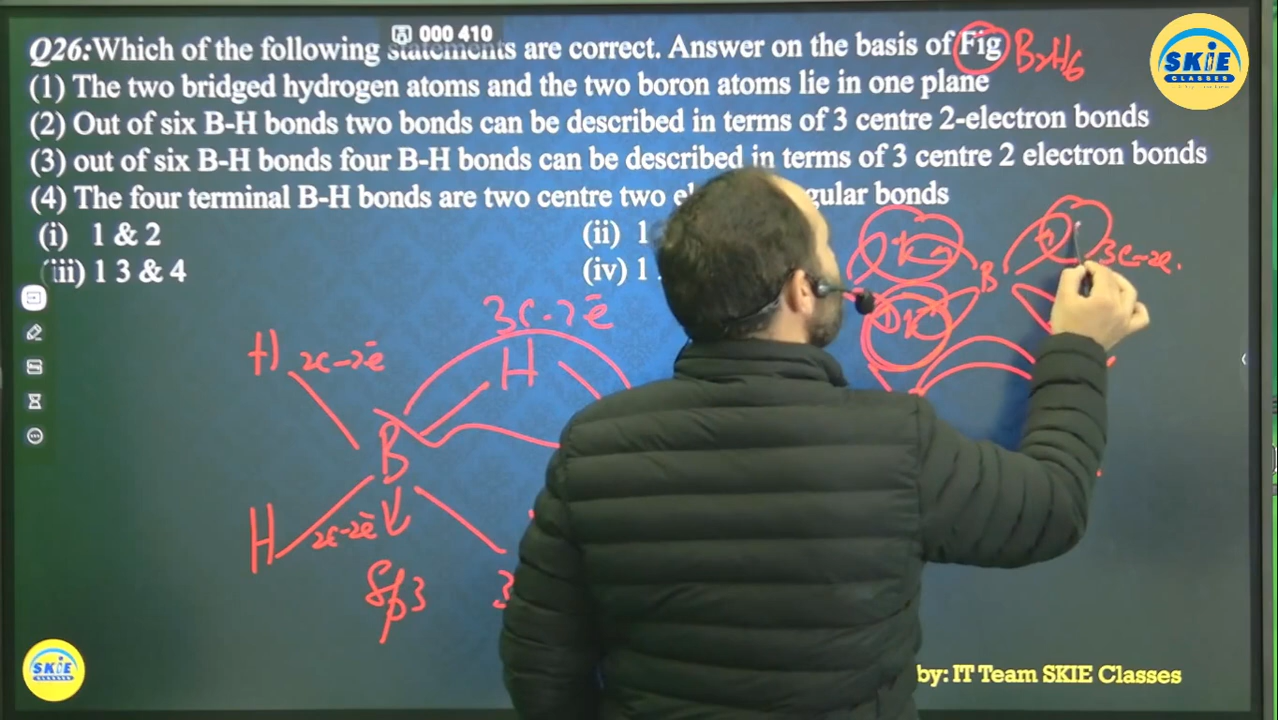 000 410
Q26:Which of the following statements are correct. Answer on the basis of Fig B2H6
(1) The two bridged hydrogen atoms and the two boron atoms lie in one plane
(2) Out of six B-H bonds two bonds can be described in terms of 3 centre 2-electron bonds
(3) out of six B-H bonds four B-H bonds can be described in terms of 3 centre 2 electron bonds
(4) The four terminal B-H bonds are two centre two gular bonds
(i) 1 & 2
(ii) 1
(iii) 1 3 & 4
(iv) 1
SKiE
CLASSES
B
3c-2e.
3c-2ē
H 2c-2ē
H
B
H 2c-2ē
sp3
3
SKiE
CLASSES
by: IT Team SKIE Classes